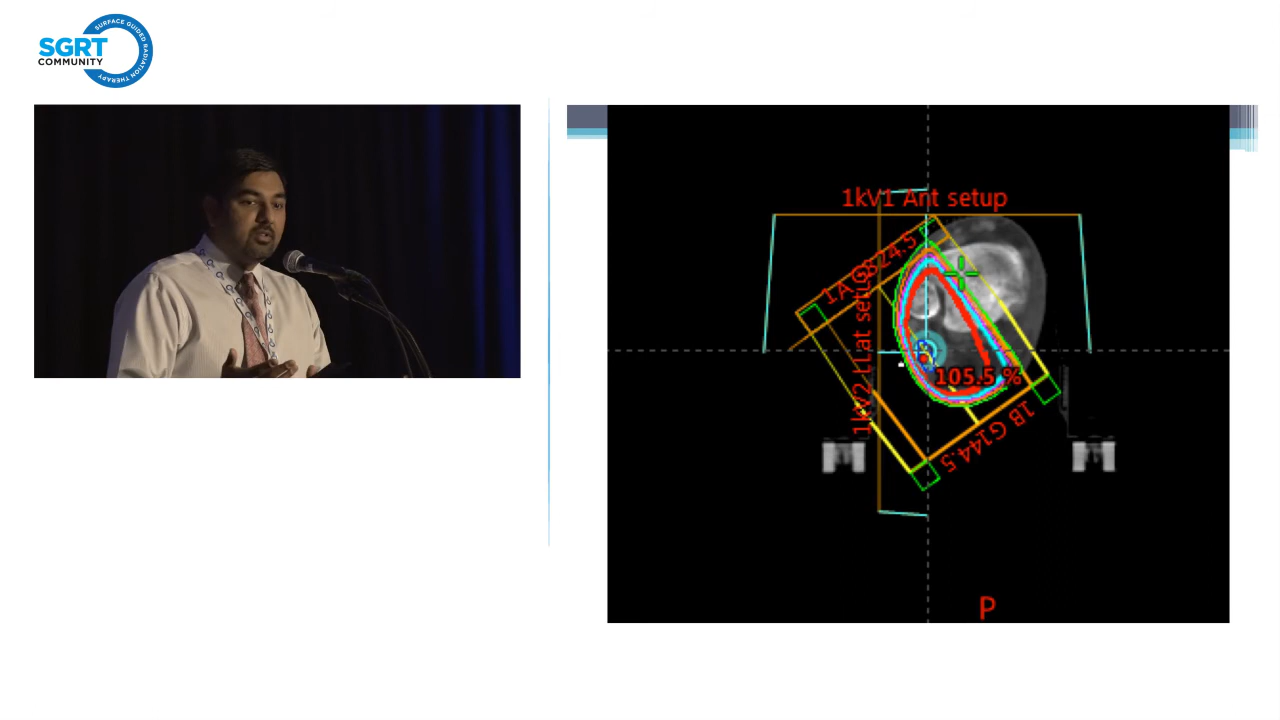 SGRT
COMMUNITY
SURFACE GUIDED RADIATION THERAPY
1kV1 Ant setup
1A G324.5
1kV2 LLat setup
105.5 %
1B G144.5
P